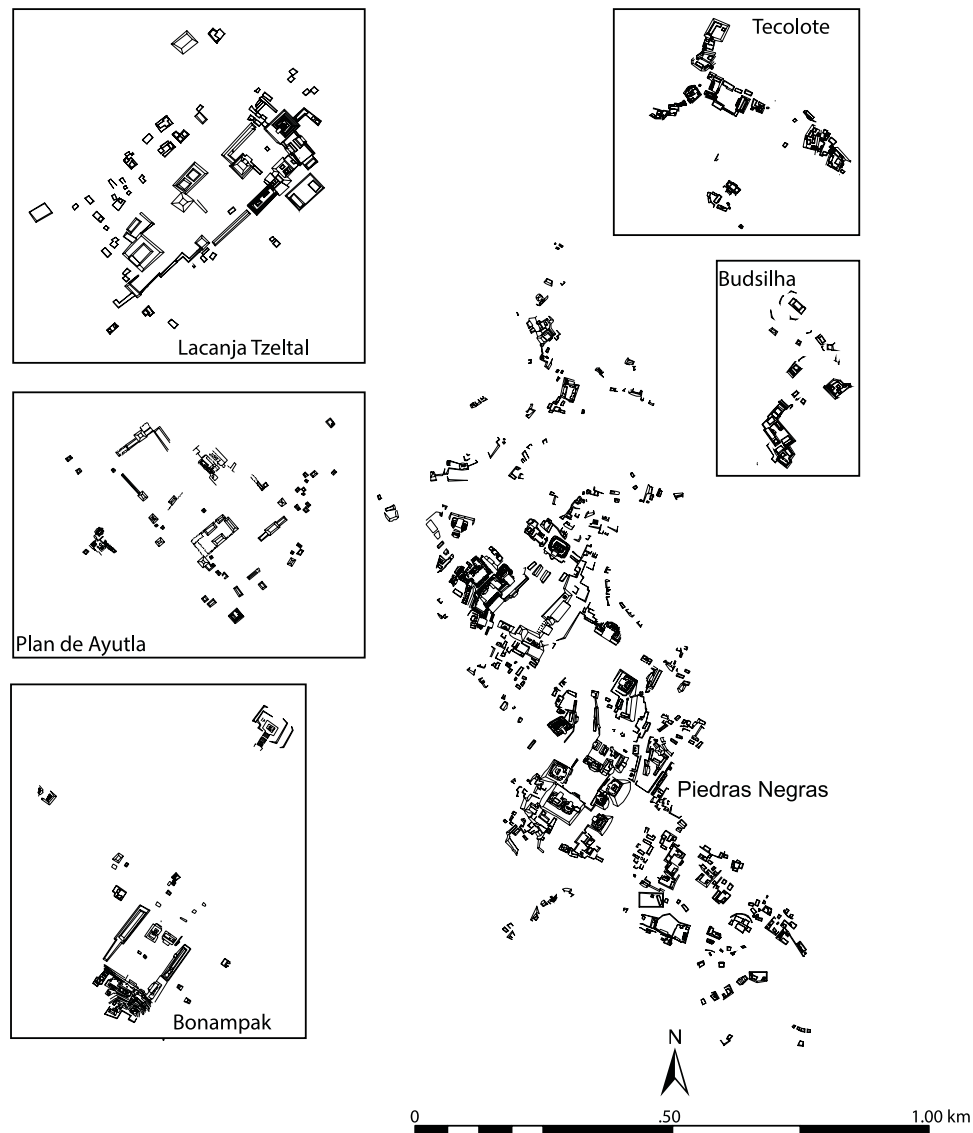 Tecolote
Budsilha
Lacanja Tzeltal
Plan de Ayutla
Piedras Negras
Bonampak
N
0 .50 1.00 km